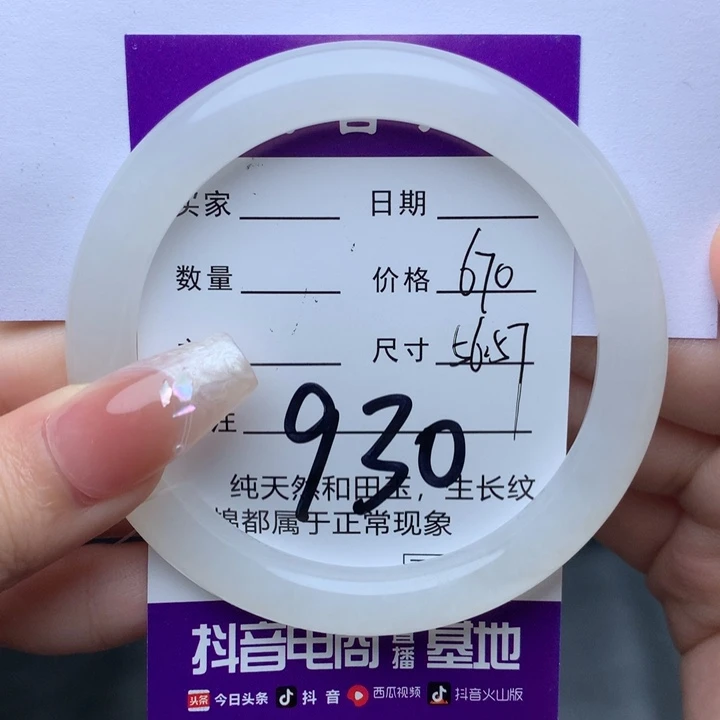 买家 日期
数量 价格 670
尺寸 56.57
注 930
纯天然和田玉，生长纹
棉都属于正常现象
抖音电商直播基地
头条 今日头条 抖音 西瓜视频 抖音火山版